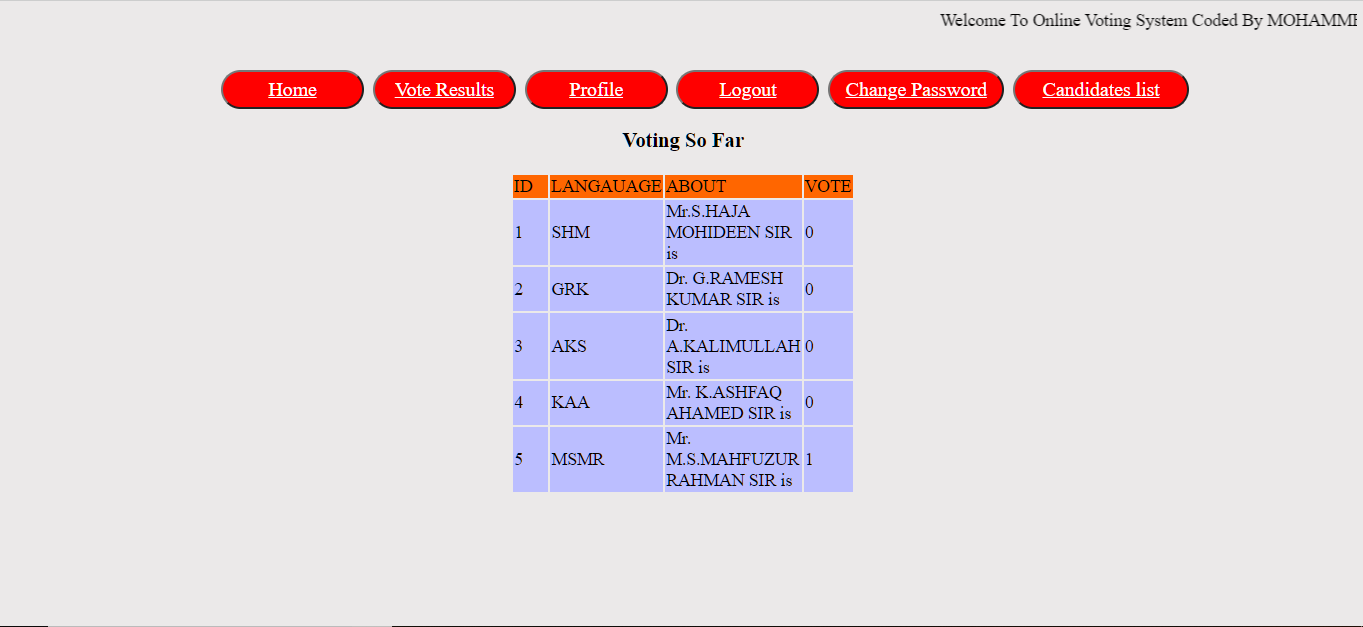 Welcome To Online Voting System Coded By
Home Vote Results Profile Logout Change Password Candidates list
Voting So Far
ID LANGAUAGE ABOUT VOTE
1 SHM Mr.S.HAJA MOHIDEEN SIR is 0
2 GRK Dr. G.RAMESH KUMAR SIR is 0
3 AKS Dr. A.KALIMULLAH SIR is 0
4 KAA Mr. K.ASHFAQ AHAMED SIR is 0
5 MSMR Mr. M.S.MAHFUZUR RAHMAN SIR is 1